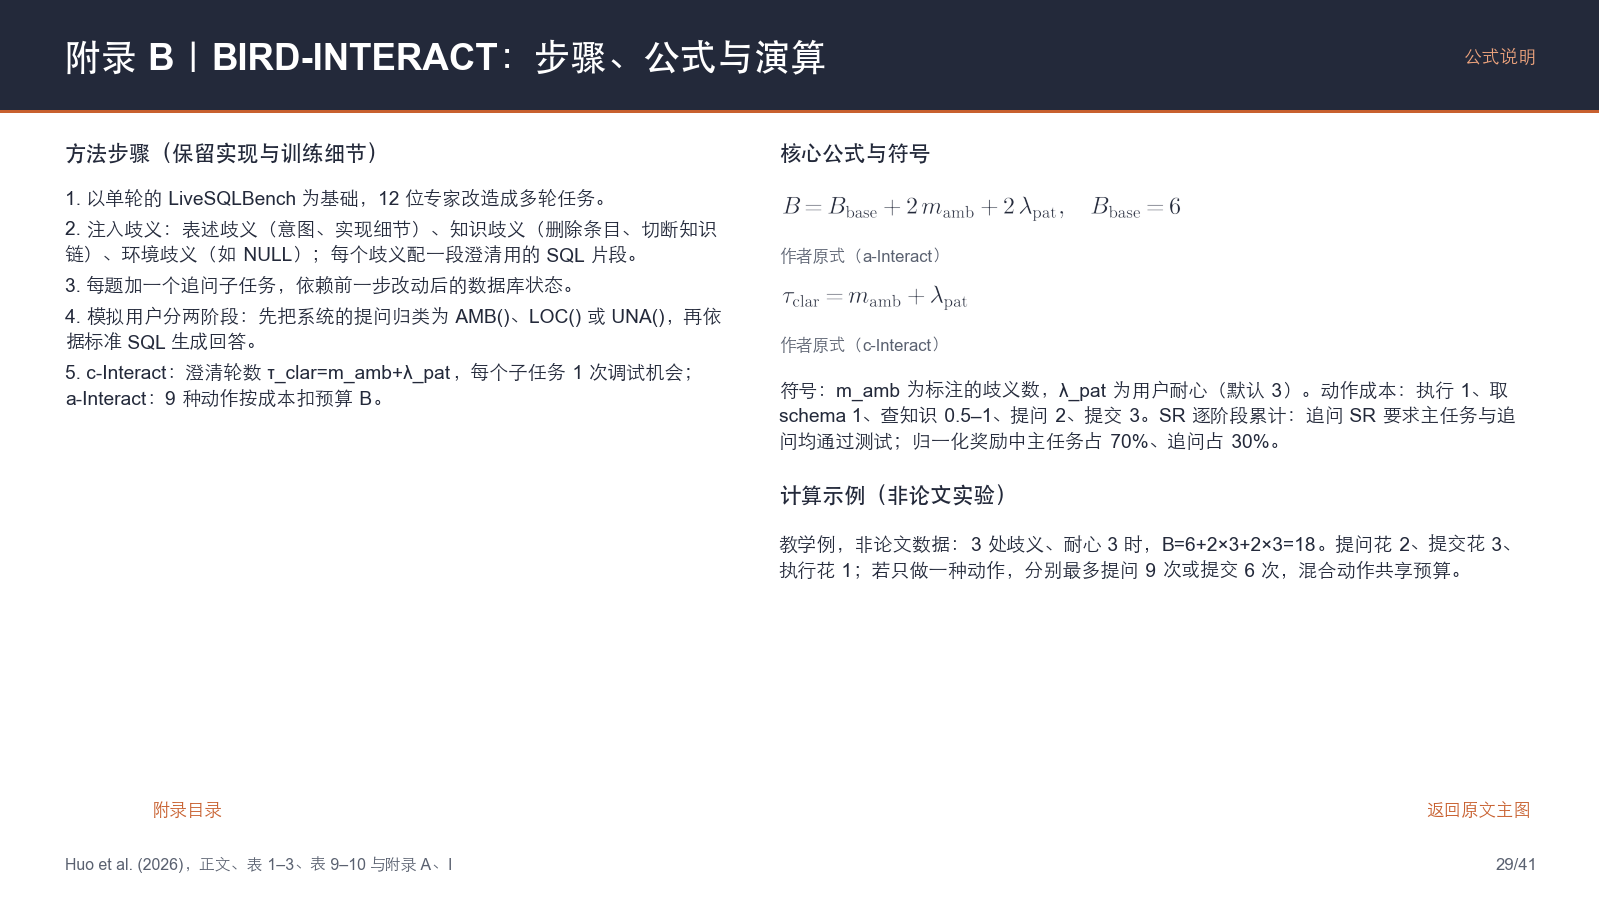 附录 B｜BIRD-INTERACT：步骤、公式与演算
公式说明
方法步骤（保留实现与训练细节）
1. 以单轮的 LiveSQLBench 为基础，12 位专家改造成多轮任务。
2. 注入歧义：表述歧义（意图、实现细节）、知识歧义（删除条目、切断知识
链）、环境歧义（如 NULL）；每个歧义配一段澄清用的 SQL 片段。
3. 每题加一个追问子任务，依赖前一步改动后的数据库状态。
4. 模拟用户分两阶段：先把系统的提问归类为 AMB()、LOC() 或 UNA()，再依
据标准 SQL 生成回答。
5. c-Interact：澄清轮数 τ_clar=m_amb+λ_pat，每个子任务 1 次调试机会；
a-Interact：9 种动作按成本扣预算 B。
核心公式与符号
B = B_base + 2 m_amb + 2 λ_pat, B_base = 6
作者原式（a-Interact）
τ_clar = m_amb + λ_pat
作者原式（c-Interact）
符号：m_amb 为标注的歧义数，λ_pat 为用户耐心（默认 3）。动作成本：执行 1、取
schema 1、查知识 0.5–1、提问 2、提交 3。SR 逐阶段累计：追问 SR 要求主任务与追
问均通过测试；归一化奖励中主任务占 70%、追问占 30%。
计算示例（非论文实验）
教学例，非论文数据：3 处歧义、耐心 3 时，B=6+2×3+2×3=18。提问花 2、提交花 3、
执行花 1；若只做一种动作，分别最多提问 9 次或提交 6 次，混合动作共享预算。
附录目录
返回原文主图
Huo et al. (2026)，正文、表 1–3、表 9–10 与附录 A、I
29/41